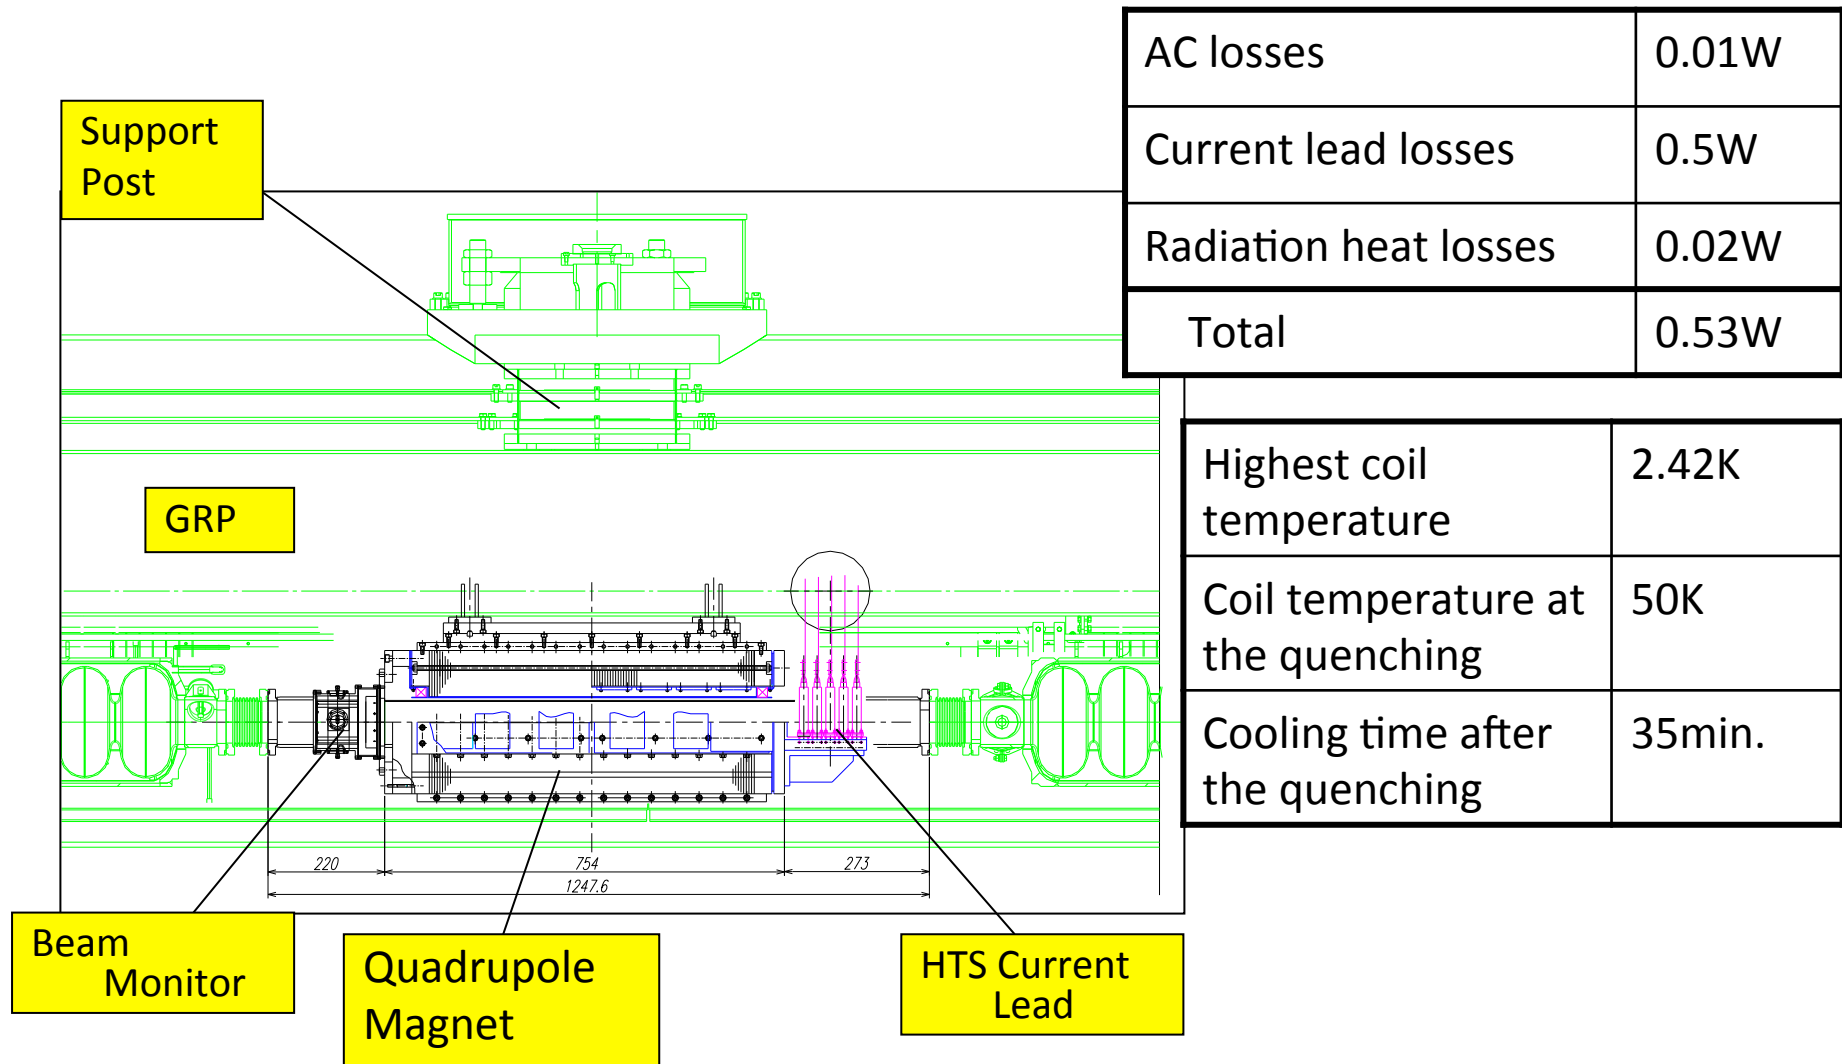 AC losses 0.01W
Current lead losses 0.5W
Radiation heat losses 0.02W
Total 0.53W
Support
Post
GRP
Highest coil 2.42K
temperature
Coil temperature at 50K
the quenching
Cooling time after 35min.
the quenching
220 754 273
1247.6
Beam
Monitor
Quadrupole
Magnet
HTS Current
Lead